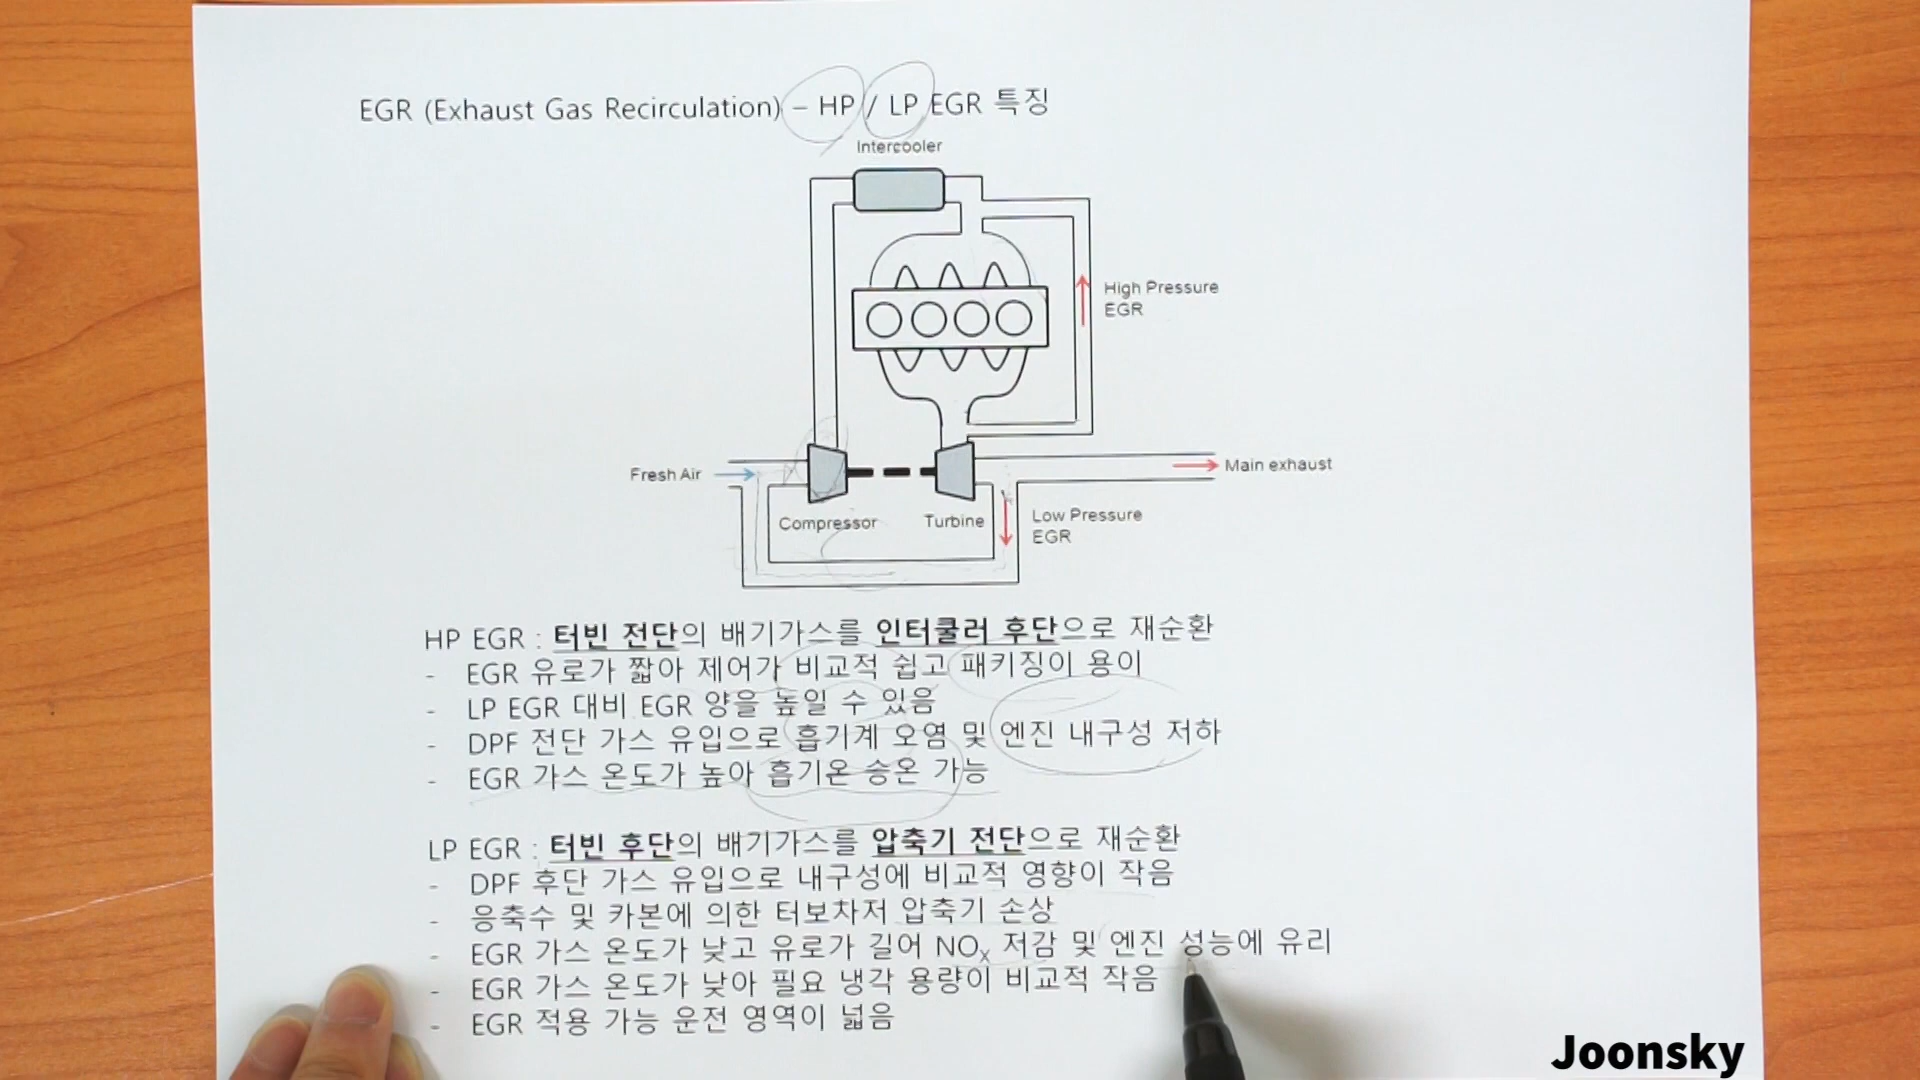 EGR (Exhaust Gas Recirculation) – HP / LP EGR 특징
Intercooler
High Pressure
EGR
Fresh Air
Main exhaust
Compressor
Turbine
Low Pressure
EGR
HP EGR : 터빈 전단의 배기가스를 인터쿨러 후단으로 재순환
- EGR 유로가 짧아 제어가 비교적 쉽고 패키징이 용이
- LP EGR 대비 EGR 양을 높일 수 있음
- DPF 전단 가스 유입으로 흡기계 오염 및 엔진 내구성 저하
- EGR 가스 온도가 높아 흡기온 승온 가능
LP EGR : 터빈 후단의 배기가스를 압축기 전단으로 재순환
- DPF 후단 가스 유입으로 내구성에 비교적 영향이 작음
- 응축수 및 카본에 의한 터보차저 압축기 손상
- EGR 가스 온도가 낮고 유로가 길어 NOx 저감 및 엔진 성능에 유리
- EGR 가스 온도가 낮아 필요 냉각 용량이 비교적 작음
- EGR 적용 가능 운전 영역이 넓음
Joonsky